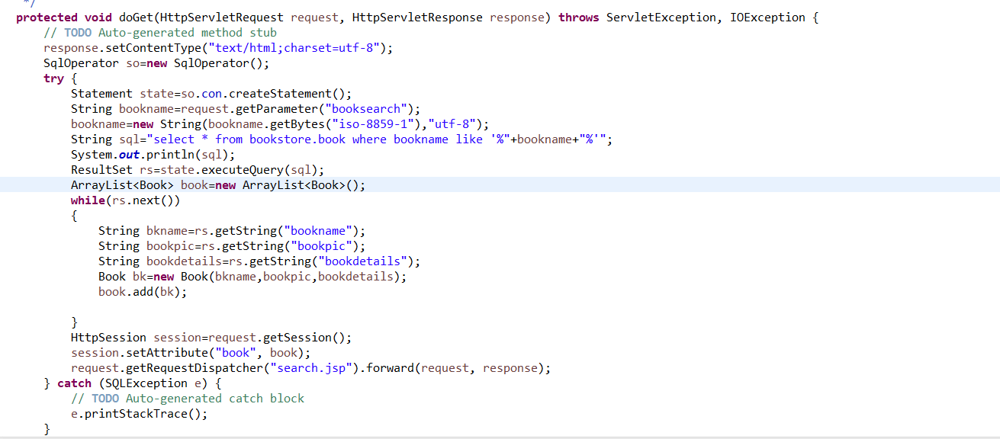 */
protected void doGet(HttpServletRequest request, HttpServletResponse response) throws ServletException, IOException {
// TODO Auto-generated method stub
response.setContentType("text/html;charset=utf-8");
SqlOperator so=new SqlOperator();
try {
Statement state=so.con.createStatement();
String bookname=request.getParameter("booksearch");
bookname=new String(bookname.getBytes("iso-8859-1"),"utf-8");
String sql="select * from bookstore.book where bookname like '%"+bookname+"%'";
System.out.println(sql);
ResultSet rs=state.executeQuery(sql);
ArrayList<Book> book=new ArrayList<Book>();
while(rs.next())
{
String bkname=rs.getString("bookname");
String bookpic=rs.getString("bookpic");
String bookdetails=rs.getString("bookdetails");
Book bk=new Book(bkname,bookpic,bookdetails);
book.add(bk);
}
HttpSession session=request.getSession();
session.setAttribute("book", book);
request.getRequestDispatcher("search.jsp").forward(request, response);
} catch (SQLException e) {
// TODO Auto-generated catch block
e.printStackTrace();
}